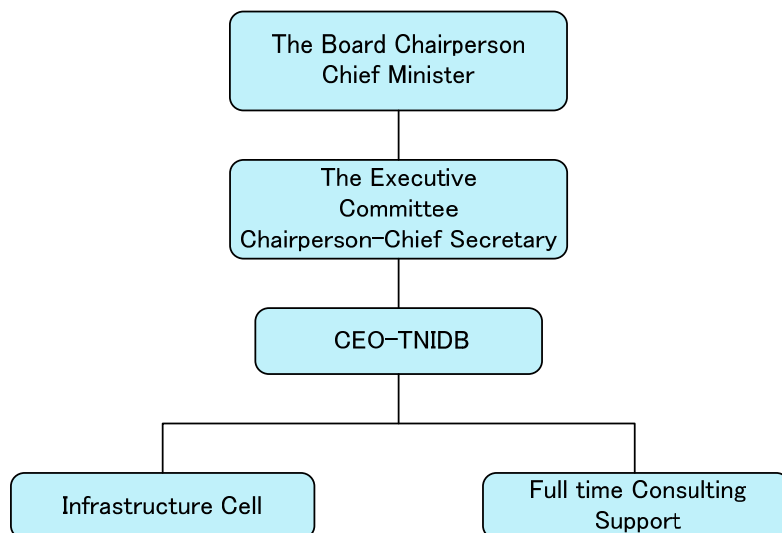 The Board Chairperson
Chief Minister
The Executive
Committee
Chairperson-Chief Secretary
CEO-TNIDB
Infrastructure Cell
Full time Consulting
Support